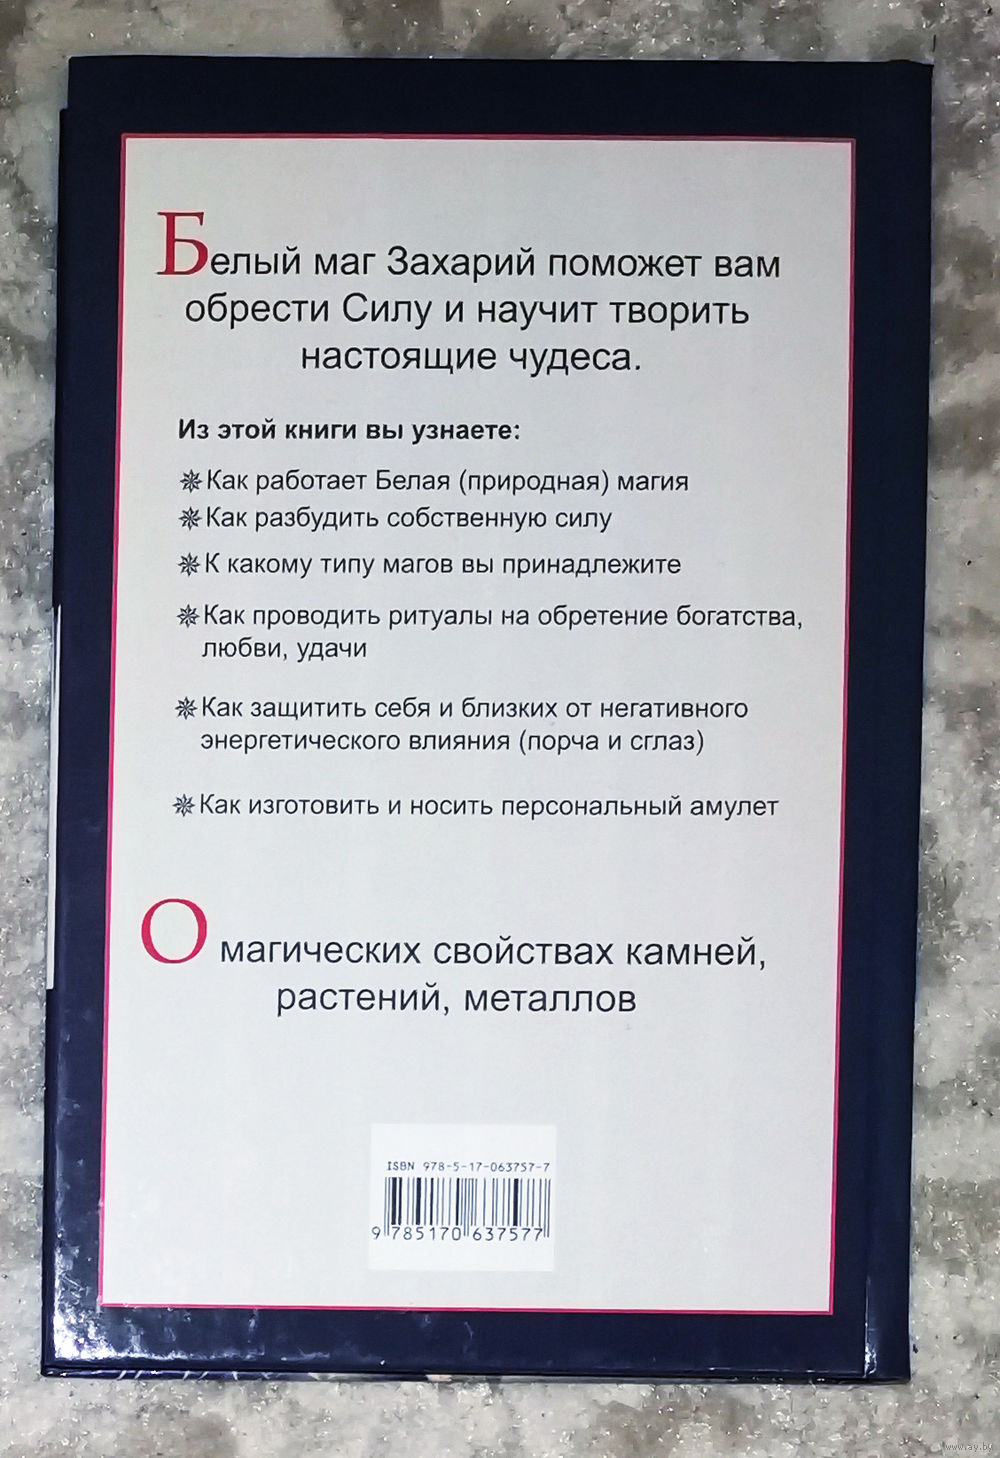 Белый маг Захарий поможет вам
обрести Силу и научит творить
настоящие чудеса.
Из этой книги вы узнаете:
Как работает Белая (природная) магия
Как разбудить собственную силу
К какому типу магов вы принадлежите
Как проводить ритуалы на обретение богатства,
любви, удачи
Как защитить себя и близких от негативного
энергетического влияния (порча и сглаз)
Как изготовить и носить персональный амулет
О магических свойствах камней,
растений, металлов
ISBN 978-5-17-063757-7
9 785170 637577
www.ay.by